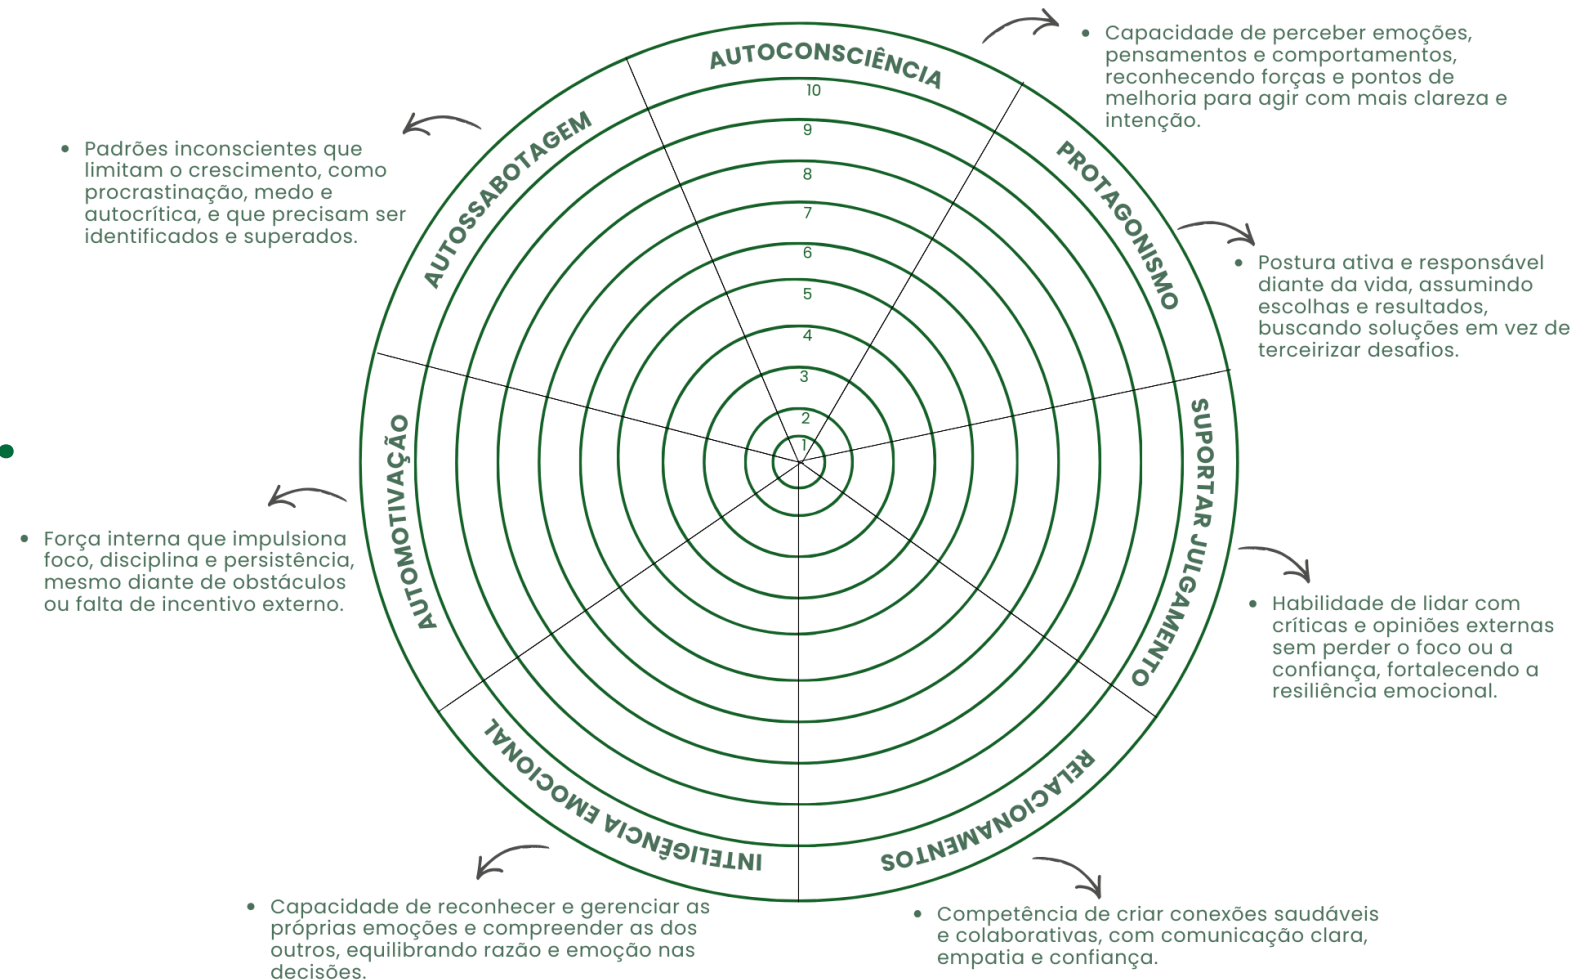 AUTOCONSCIÊNCIA
• Capacidade de perceber emoções,
pensamentos e comportamentos,
reconhecendo forças e pontos de
melhoria para agir com mais clareza e
intenção.
PROTAGONISMO
• Postura ativa e responsável
diante da vida, assumindo
escolhas e resultados,
buscando soluções em vez de
terceirizar desafios.
SUPORTAR JULGAMENTO
• Habilidade de lidar com
críticas e opiniões externas
sem perder o foco ou a
confiança, fortalecendo a
resiliência emocional.
RELACIONAMENTOS
• Competência de criar conexões saudáveis
e colaborativas, com comunicação clara,
empatia e confiança.
INTELIGÊNCIA EMOCIONAL
• Capacidade de reconhecer e gerenciar as
próprias emoções e compreender as dos
outros, equilibrando razão e emoção nas
decisões.
AUTOMOTIVAÇÃO
• Força interna que impulsiona
foco, disciplina e persistência,
mesmo diante de obstáculos
ou falta de incentivo externo.
AUTOSSABOTAGEM
• Padrões inconscientes que
limitam o crescimento, como
procrastinação, medo e
autocrítica, e que precisam ser
identificados e superados.
10
9
8
7
6
5
4
3
2
1